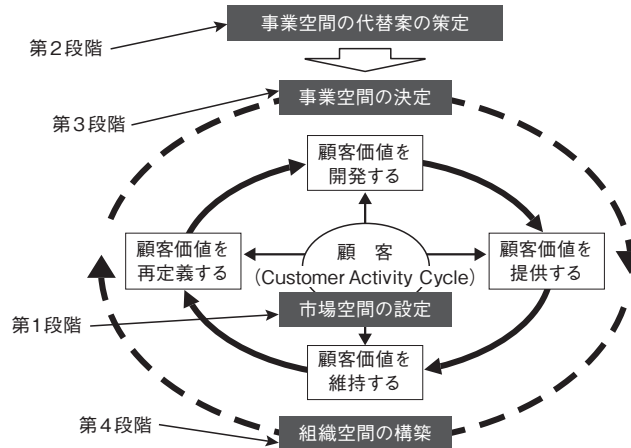 事業空間の代替案の策定
第2段階
事業空間の決定
第3段階
顧客価値を
開発する
顧客価値を
再定義する
顧　客
（Customer Activity Cycle）
顧客価値を
提供する
市場空間の設定
第1段階
顧客価値を
維持する
第4段階
組織空間の構築